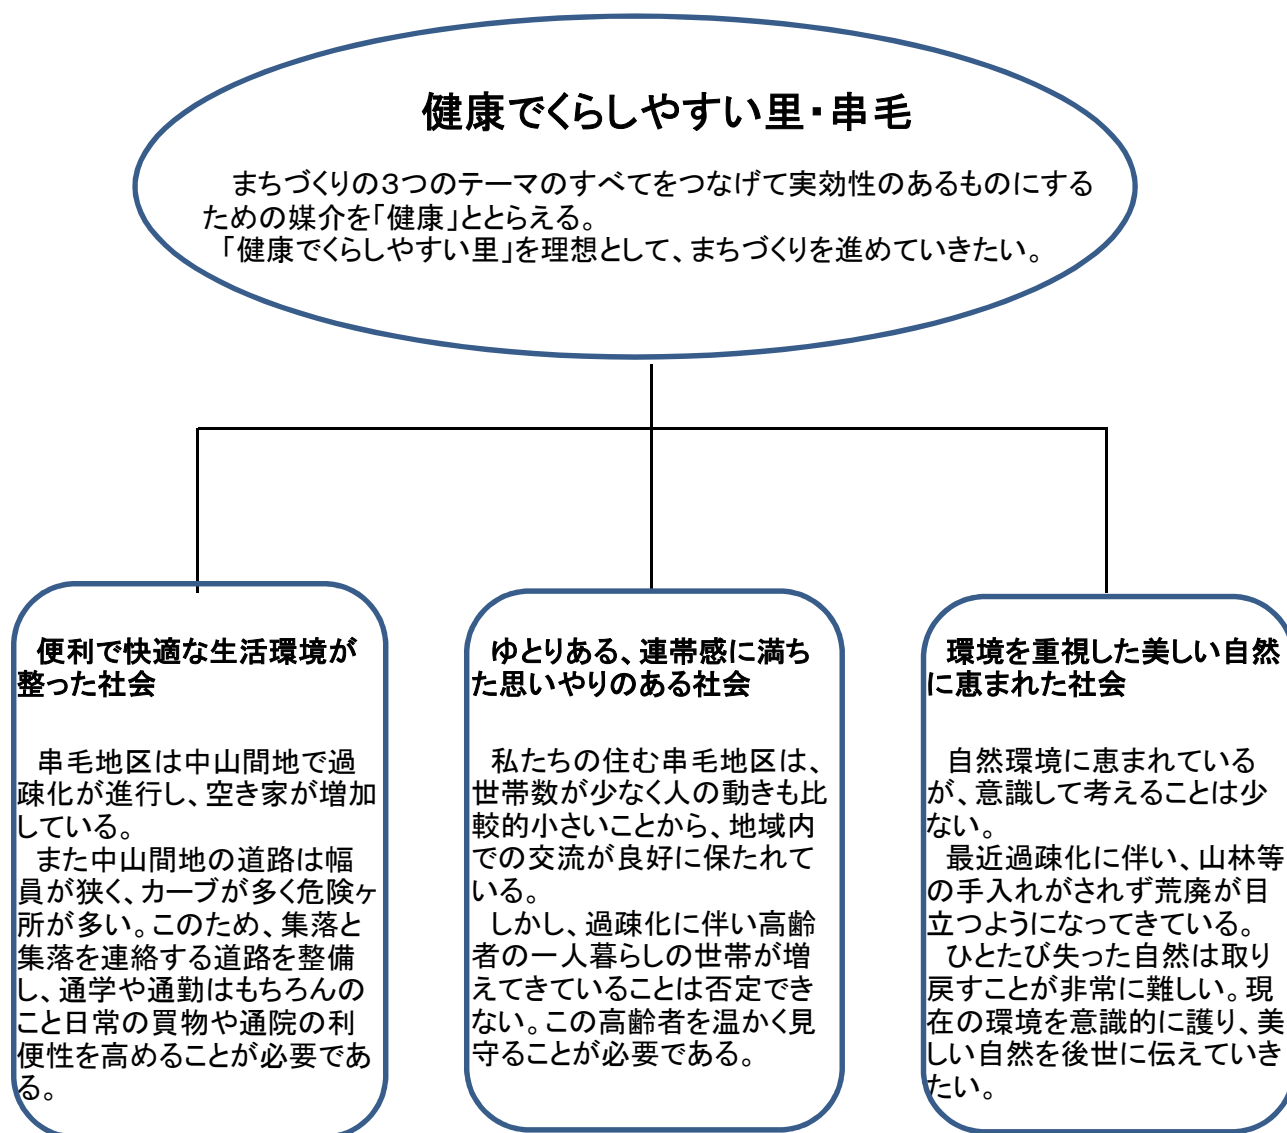 健康でくらしやすい里・串毛
まちづくりの３つのテーマのすべてをつなげて実効性のあるものにする
ための媒介を「健康」ととらえる。
「健康でくらしやすい里」を理想として、まちづくりを進めていきたい。
便利で快適な生活環境が
整った社会
串毛地区は中山間地で過
疎化が進行し、空き家が増加
している。
また中山間地の道路は幅
員が狭く、カーブが多く危険ヶ
所が多い。このため、集落と
集落を連絡する道路を整備
し、通学や通勤はもちろんの
こと日常の買物や通院の利
便性を高めることが必要であ
る。
ゆとりある、連帯感に満ち
た思いやりのある社会
私たちの住む串毛地区は、
世帯数が少なく人の動きも比
較的小さいことから、地域内
での交流が良好に保たれて
いる。
しかし、過疎化に伴い高齢
者の一人暮らしの世帯が増
えてきていることは否定でき
ない。この高齢者を温かく見
守ることが必要である。
環境を重視した美しい自然
に恵まれた社会
自然環境に恵まれている
が、意識して考えることは少
ない。
最近過疎化に伴い、山林等
の手入れがされず荒廃が目
立つようになってきている。
ひとたび失った自然は取り
戻すことが非常に難しい。現
在の環境を意識的に護り、美
しい自然を後世に伝えていき
たい。